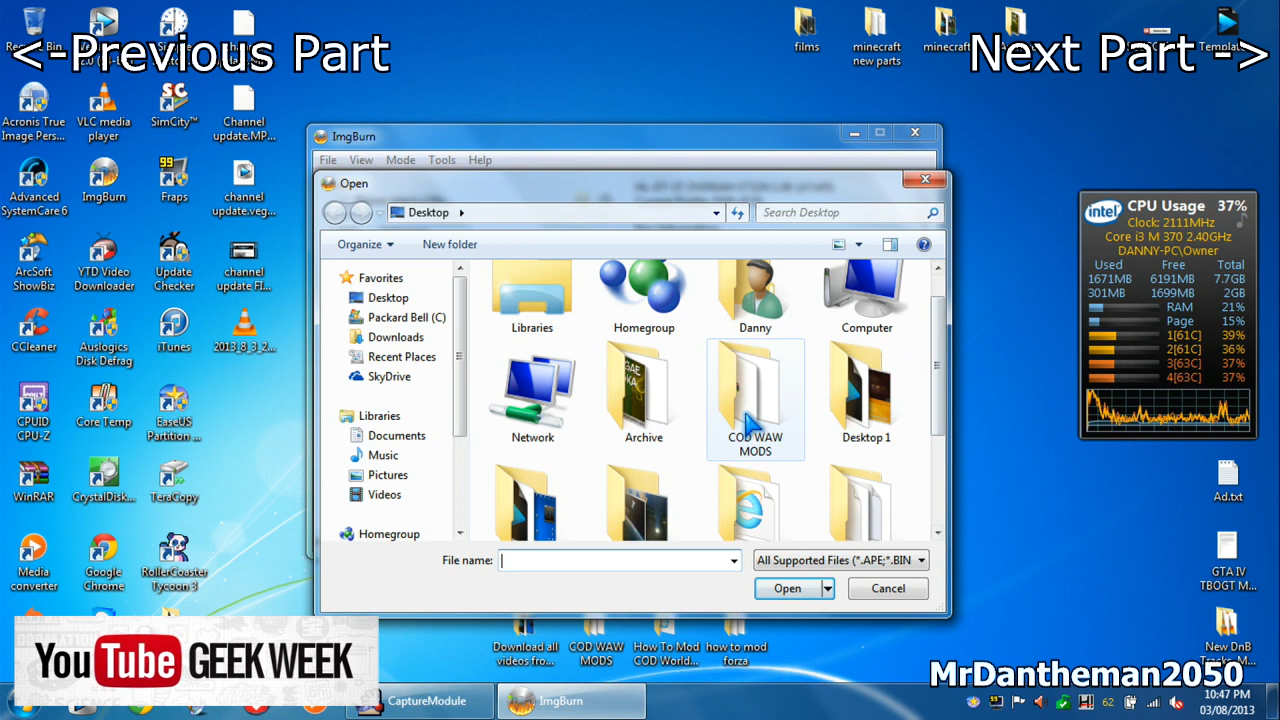 <-Previous Part
Next Part ->
films
minecraft
new parts
minecraft
Acronis True
Image Pers...
VLC media
player
SimCity™
Channel
update.MP...
Advanced
SystemCare 6
ImgBurn
Fraps
channel
update.veg...
ArcSoft
ShowBiz
YTD Video
Downloader
Update
Checker
channel
update FI...
CCleaner
Auslogics
Disk Defrag
iTunes
2013_8_3_2...
CPUID
CPU-Z
Core Temp
EaseUS
Partition ...
WinRAR
CrystalDisk...
TeraCopy
Media
converter
Google
Chrome
RollerCoaster
Tycoon 3
ImgBurn
File View Mode Tools Help
Open
Desktop
Search Desktop
Organize
New folder
Favorites
Desktop
Packard Bell (C)
Downloads
Recent Places
SkyDrive
Libraries
Documents
Music
Pictures
Videos
Homegroup
Libraries
Homegroup
Danny
Computer
Network
Archive
COD WAW
MODS
Desktop 1
File name:
All Supported Files (*.APE;*.BIN
Open
Cancel
intel
CPU Usage 37%
Clock: 2111MHz
Core i3 M 370 2.40GHz
DANNY-PC\Owner
Used Free Total
1671MB 6191MB 7.7GB
301MB 1699MB 2GB
RAM 21%
Page 15%
1[61C] 39%
2[61C] 36%
3[63C] 37%
4[63C] 37%
Ad.txt
GTA IV
TBOGT M...
New DnB
Tracks, M...
Download all
videos fro...
COD WAW
MODS
How To Mod
COD World...
how to mod
forza
YouTube GEEK WEEK
MrDantheman2050
CaptureModule
ImgBurn
62
10:47 PM
03/08/2013